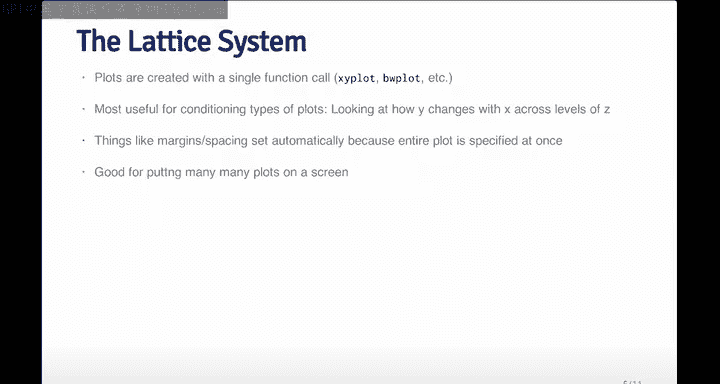 The Lattice System
· Plots are created with a single function call (xyplot, bwplot, etc.)
· Most useful for conditioning types of plots: Looking at how y changes with x across levels of z
· Things like margins/spacing set automatically because entire plot is specified at once
· Good for puttng many many plots on a screen